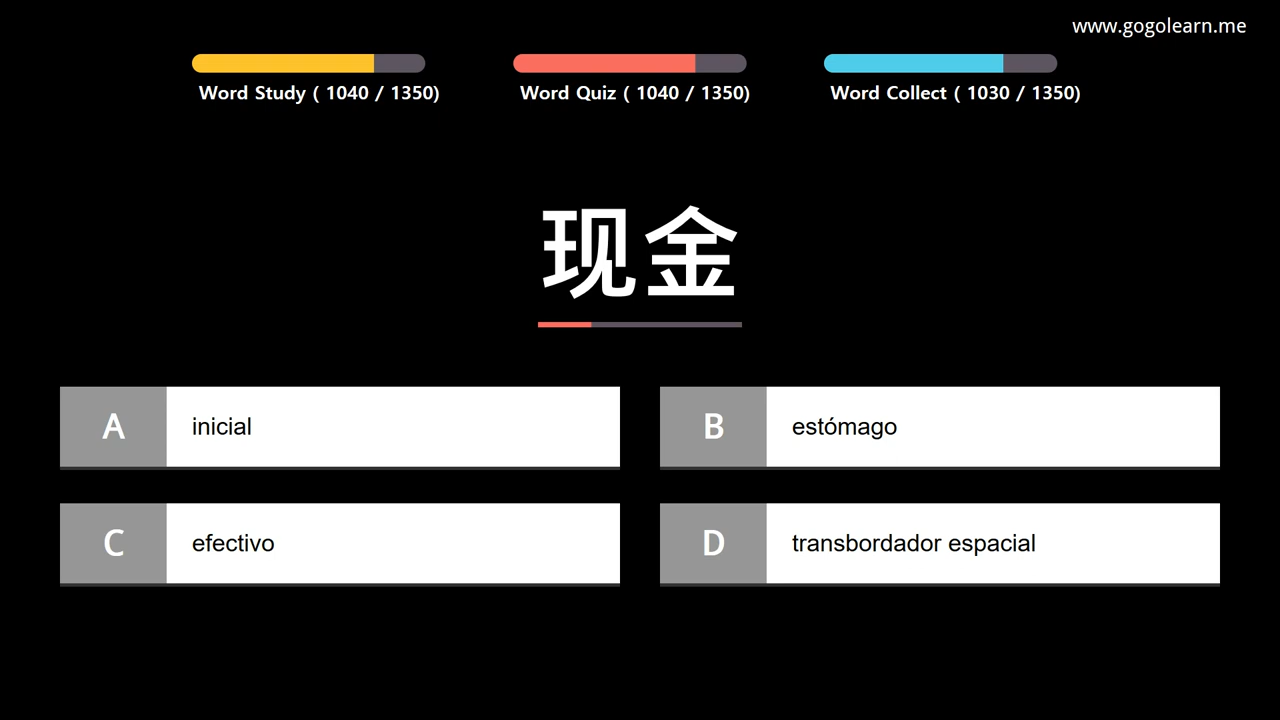 www.gogolearn.me
Word Study ( 1040 / 1350)
Word Quiz ( 1040 / 1350)
Word Collect ( 1030 / 1350)
现金
A inicial
B estómago
C efectivo
D transbordador espacial